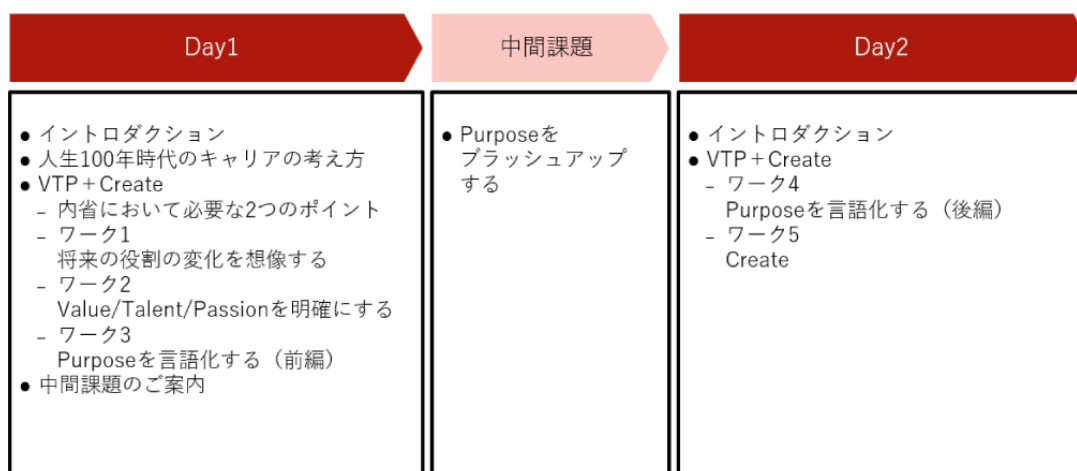 Day1
● イントロダクション
● 人生100年時代のキャリアの考え方
● VTP+Create
– 内省において必要な2つのポイント
– ワーク1
将来の役割の変化を想像する
– ワーク2
Value/Talent/Passionを明確にする
– ワーク3
Purposeを言語化する（前編）
● 中間課題のご案内
中間課題
● Purposeを
ブラッシュアップ
する
Day2
● イントロダクション
● VTP+Create
– ワーク4
Purposeを言語化する（後編）
– ワーク5
Create